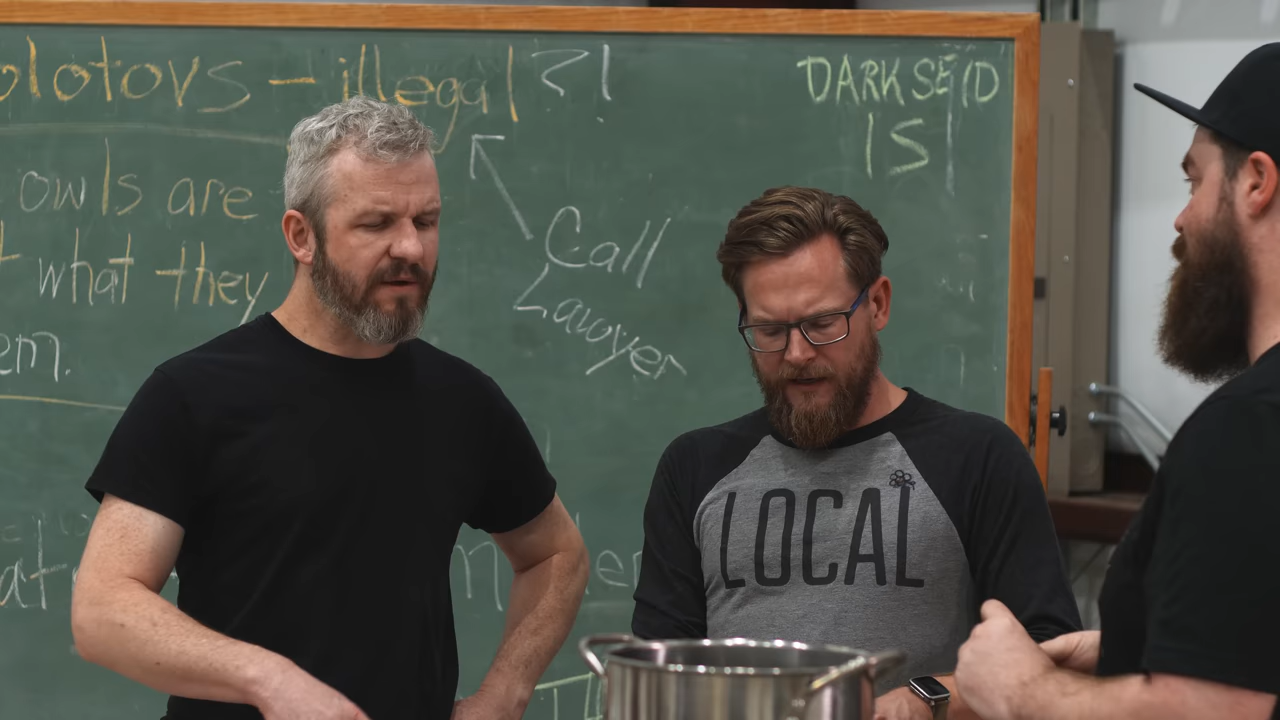 olotovs - illegal ?!
DARKSEID
IS
owls are
what they
em.
Call
Lawyer
LOCAL